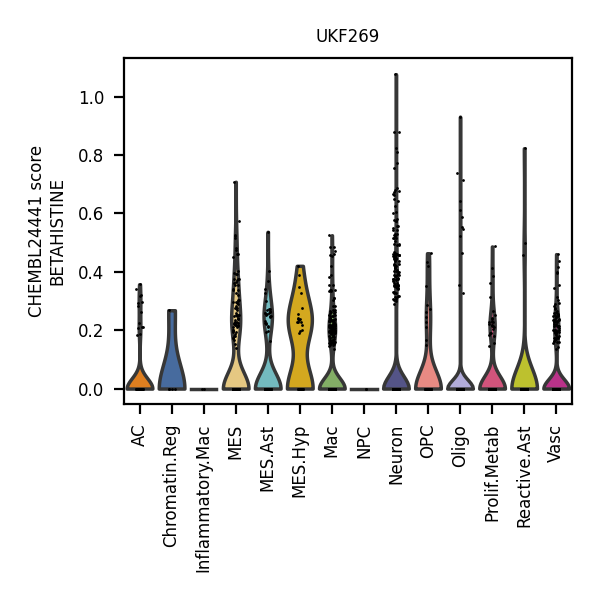 UKF269
CHEMBL24441 score
BETAHISTINE
1.0
0.8
0.6
0.4
0.2
0.0
AC
Chromatin.Reg
Inflammatory.Mac
MES
MES.Ast
MES.Hyp
Mac
NPC
Neuron
OPC
Oligo
Prolif.Metab
Reactive.Ast
Vasc